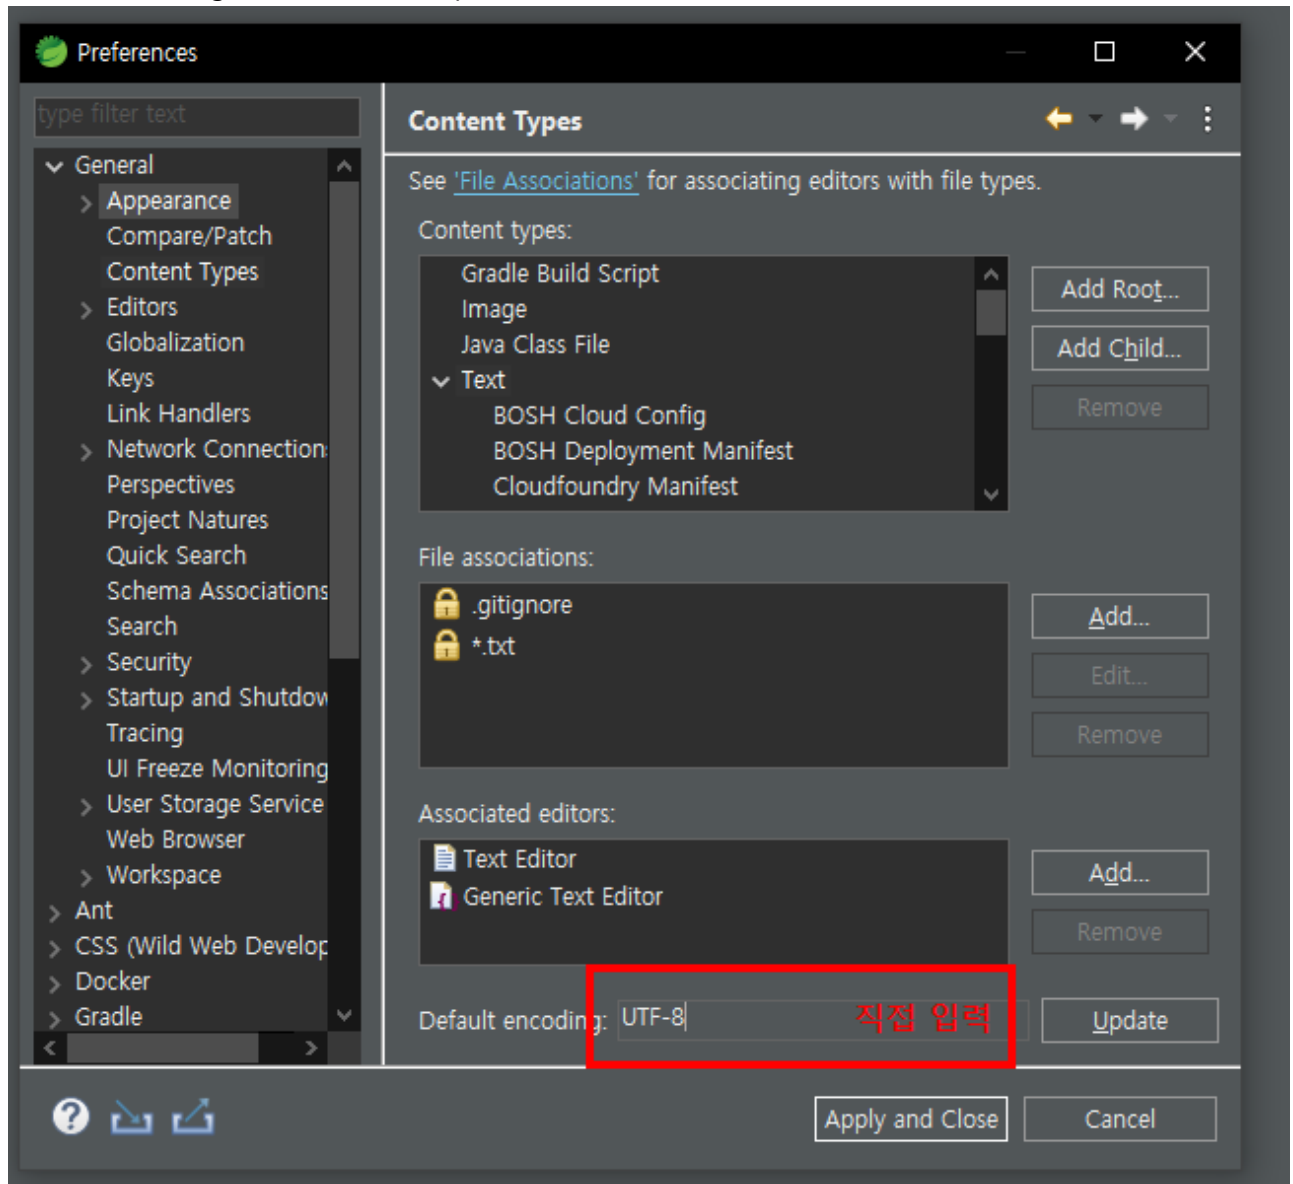 Preferences
type filter text
General
Appearance
Compare/Patch
Content Types
Editors
Globalization
Keys
Link Handlers
Network Connection
Perspectives
Project Natures
Quick Search
Schema Associations
Search
Security
Startup and Shutdow
Tracing
UI Freeze Monitoring
User Storage Service
Web Browser
Workspace
Ant
CSS (Wild Web Develop
Docker
Gradle
Content Types
See 'File Associations' for associating editors with file types.
Content types:
Gradle Build Script
Image
Java Class File
Text
BOSH Cloud Config
BOSH Deployment Manifest
Cloudfoundry Manifest
Add Root...
Add Child...
Remove
File associations:
.gitignore
*.txt
Add...
Edit...
Remove
Associated editors:
Text Editor
Generic Text Editor
Add...
Remove
Default encoding: UTF-8 직접 입력 Update
Apply and Close Cancel